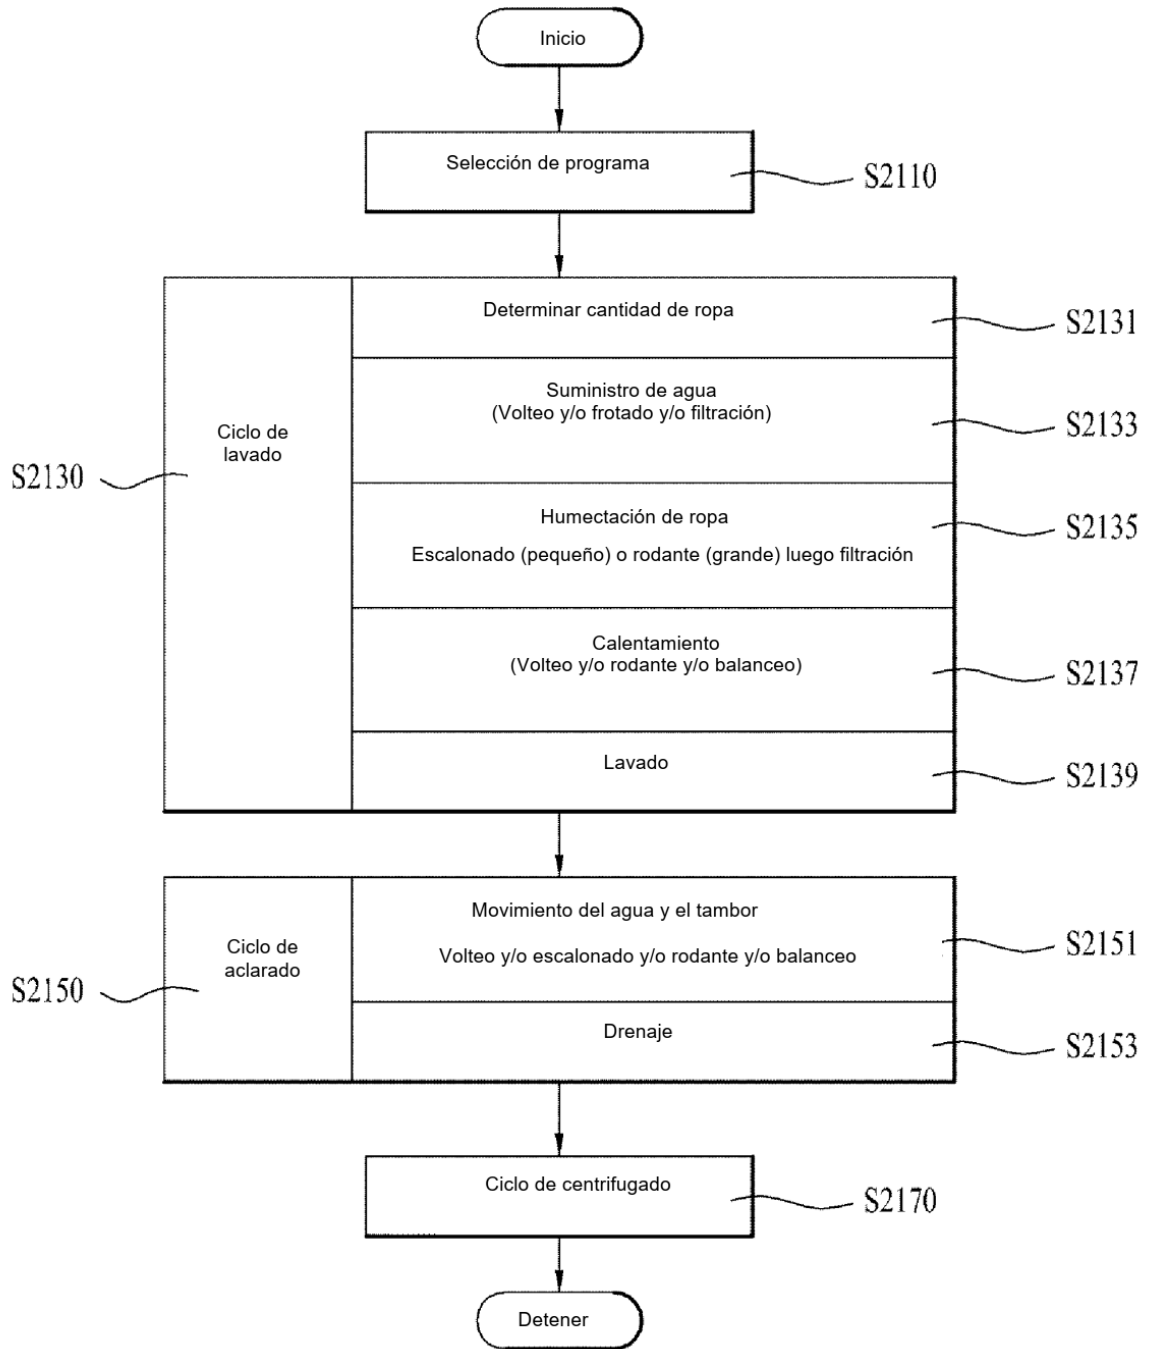 Inicio
Selección de programa
S2110
Determinar cantidad de ropa
S2131
Suministro de agua
(Volteo y/o frotado y/o filtración)
S2133
Ciclo de
lavado
S2130
Humectación de ropa
S2135
Escalonado (pequeño) o rodante (grande) luego filtración
Calentamiento
(Volteo y/o rodante y/o balanceo)
S2137
Lavado
S2139
Movimiento del agua y el tambor
S2151
Volteo y/o escalonado y/o rodante y/o balanceo
Ciclo de
aclarado
S2150
Drenaje
S2153
Ciclo de centrifugado
S2170
Detener